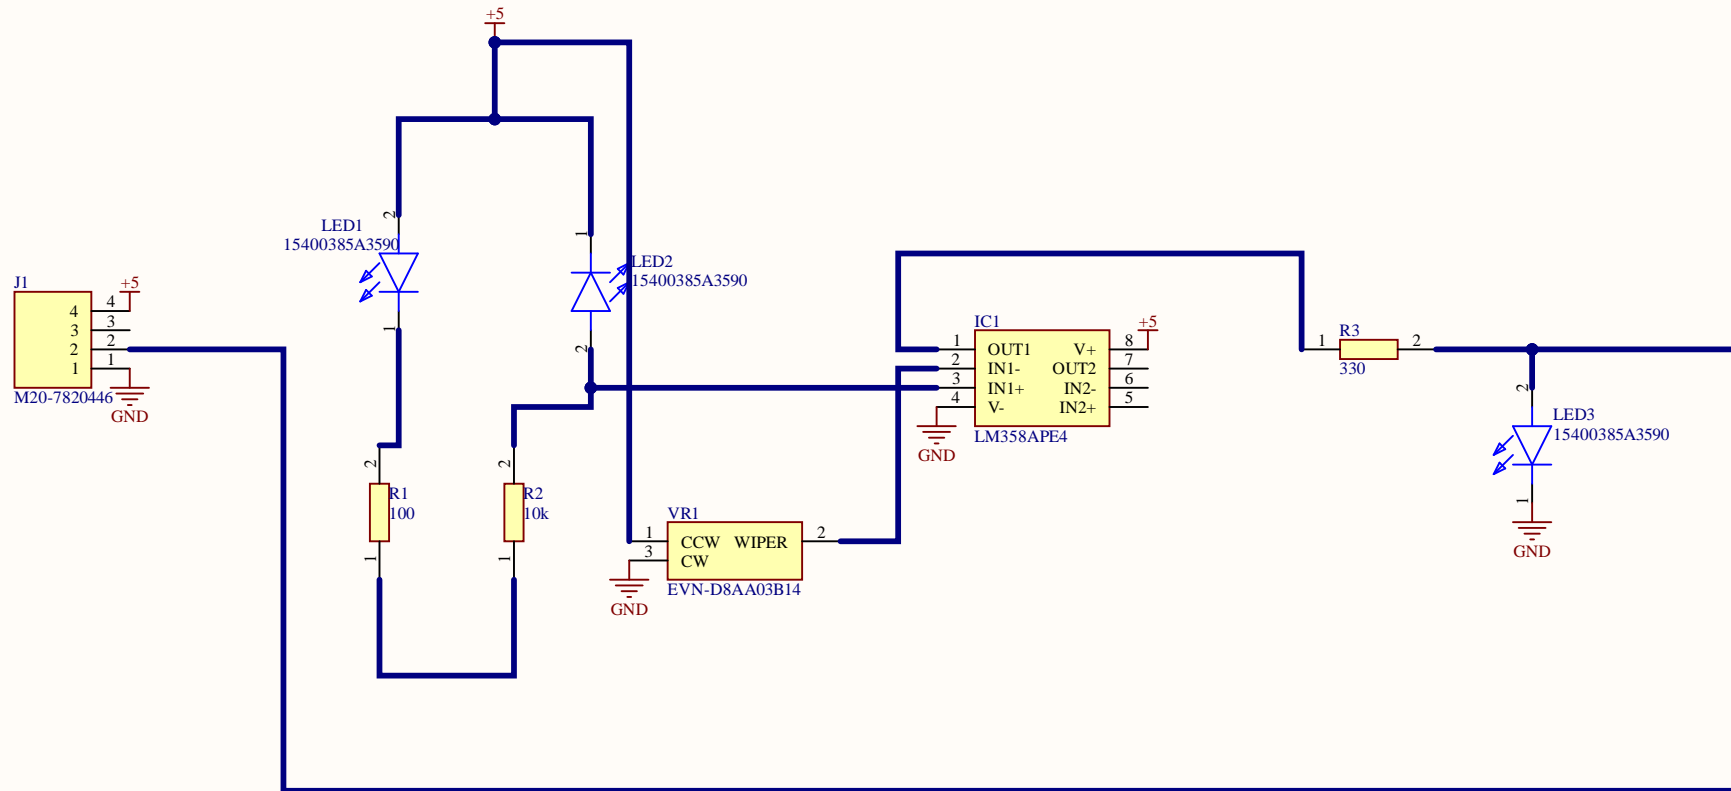 +5
LED1
15400385A3590
2
1
1
LED2
15400385A3590
2
J1
+5
4 4
3 3
2 2
1 1
M20-7820446
GND
2
R1
100
1
2
R2
10k
1
VR1
1 CCW WIPER 2
3 CW
EVN-D8AA03B14
GND
IC1
+5
1 OUT1 V+ 8
2 IN1- OUT2 7
3 IN1+ IN2- 6
4 V- IN2+ 5
LM358APE4
GND
R3
1 2
330
2
LED3
15400385A3590
1
GND